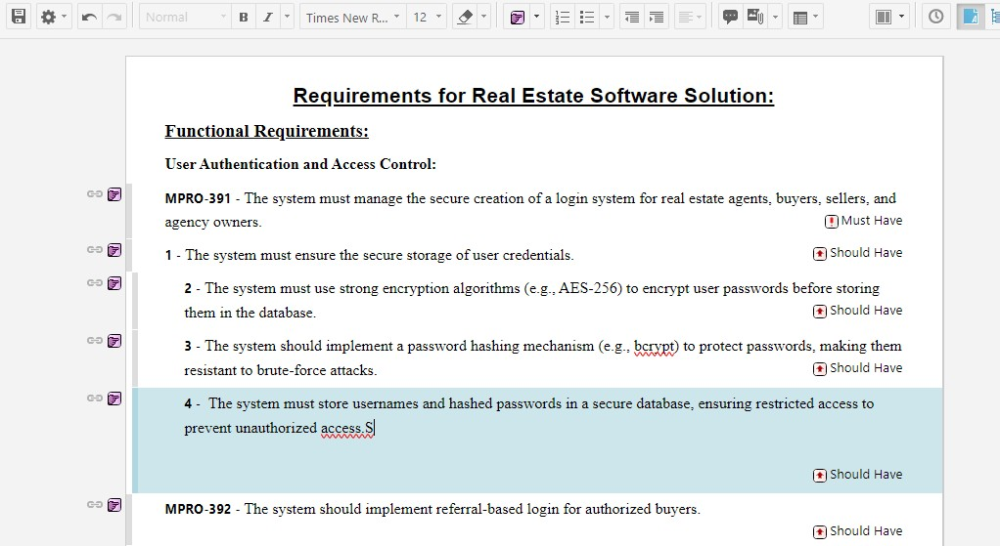 Normal B I Times New R... 12
Requirements for Real Estate Software Solution:
Functional Requirements:
User Authentication and Access Control:
MPRO-391 - The system must manage the secure creation of a login system for real estate agents, buyers, sellers, and
agency owners.
Must Have
1 - The system must ensure the secure storage of user credentials.
Should Have
2 - The system must use strong encryption algorithms (e.g., AES-256) to encrypt user passwords before storing
them in the database.
Should Have
3 - The system should implement a password hashing mechanism (e.g., bcrypt) to protect passwords, making them
resistant to brute-force attacks.
Should Have
4 - The system must store usernames and hashed passwords in a secure database, ensuring restricted access to
prevent unauthorized access.S
Should Have
MPRO-392 - The system should implement referral-based login for authorized buyers.
Should Have